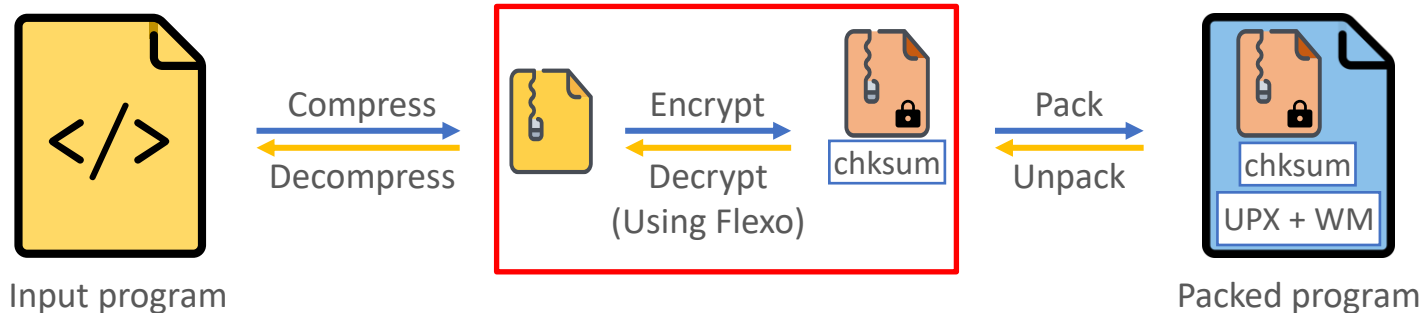 </>
Input program
Compress
Decompress
Encrypt
Decrypt
(Using Flexo)
chksum
Pack
Unpack
chksum
UPX + WM
Packed program